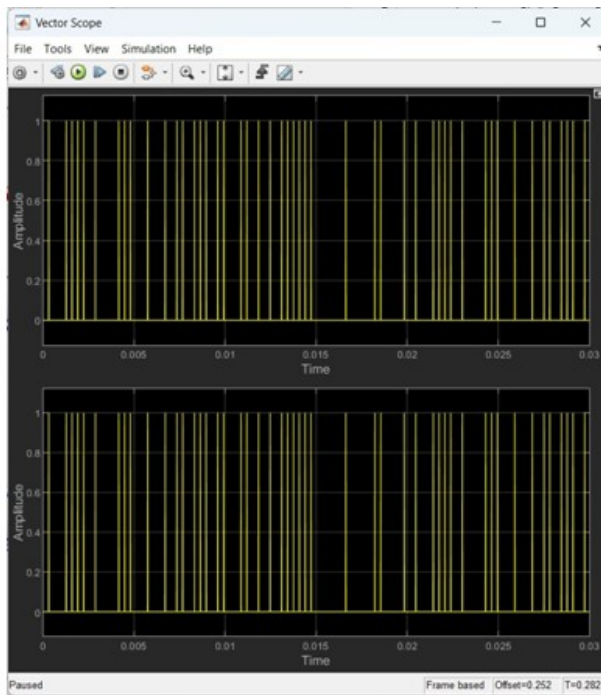 Vector Scope
File Tools View Simulation Help
1
0.8
0.6
0.4
0.2
0
Amplitude
0 0.005 0.01 0.015 0.02 0.025 0.03
Time
1
0.8
0.6
0.4
0.2
0
Amplitude
0 0.005 0.01 0.015 0.02 0.025 0.03
Time
Paused Frame based Offset=0.252 T=0.282